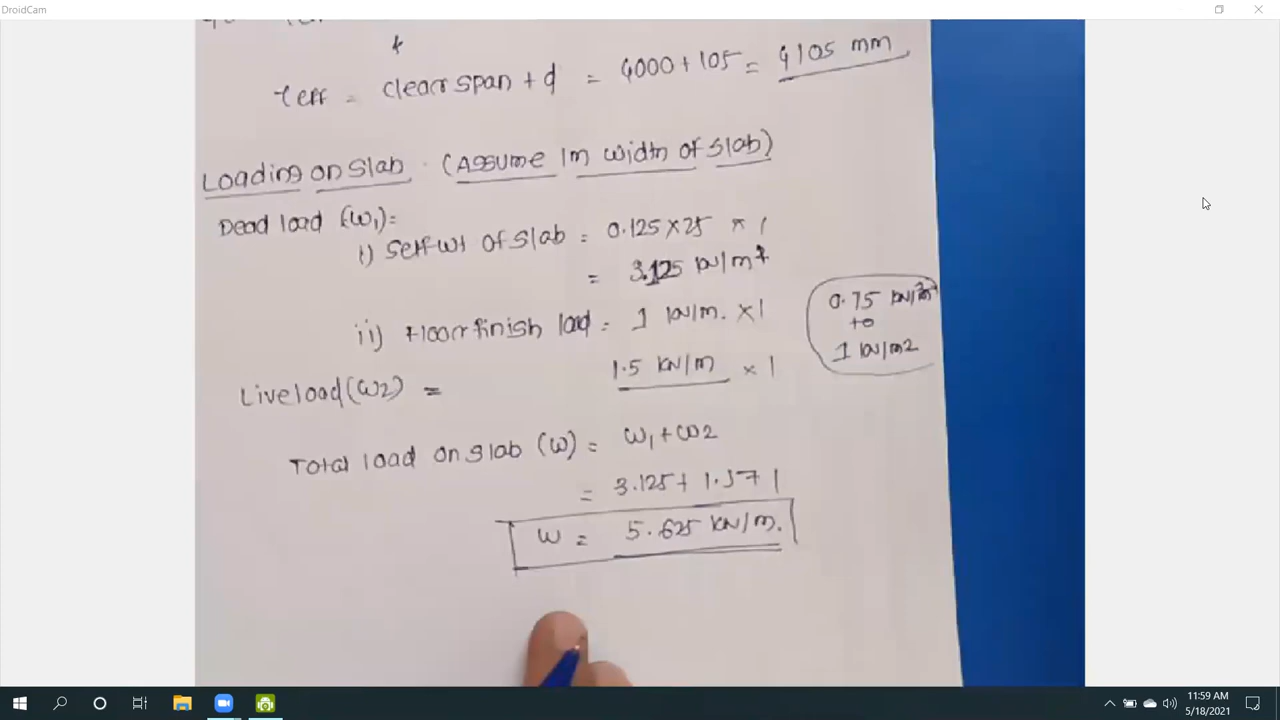 DroidCam
leff = clear span + d = 4000 + 105 = 4105 mm
Loading on Slab. (Assume 1m width of slab)
Dead load (W1):
i) Self wt of slab = 0.125 × 25 × 1
= 3.125 kN/m
ii) Floor finish load = 1 kN/m. × 1
0.75 kN/m2
to
1 kN/m2
Live load (W2) = 1.5 kN/m × 1
Total load on slab (W) = W1 + W2
= 3.125 + 1.5 + 1
W = 5.625 kN/m.
11:59 AM
5/18/2021